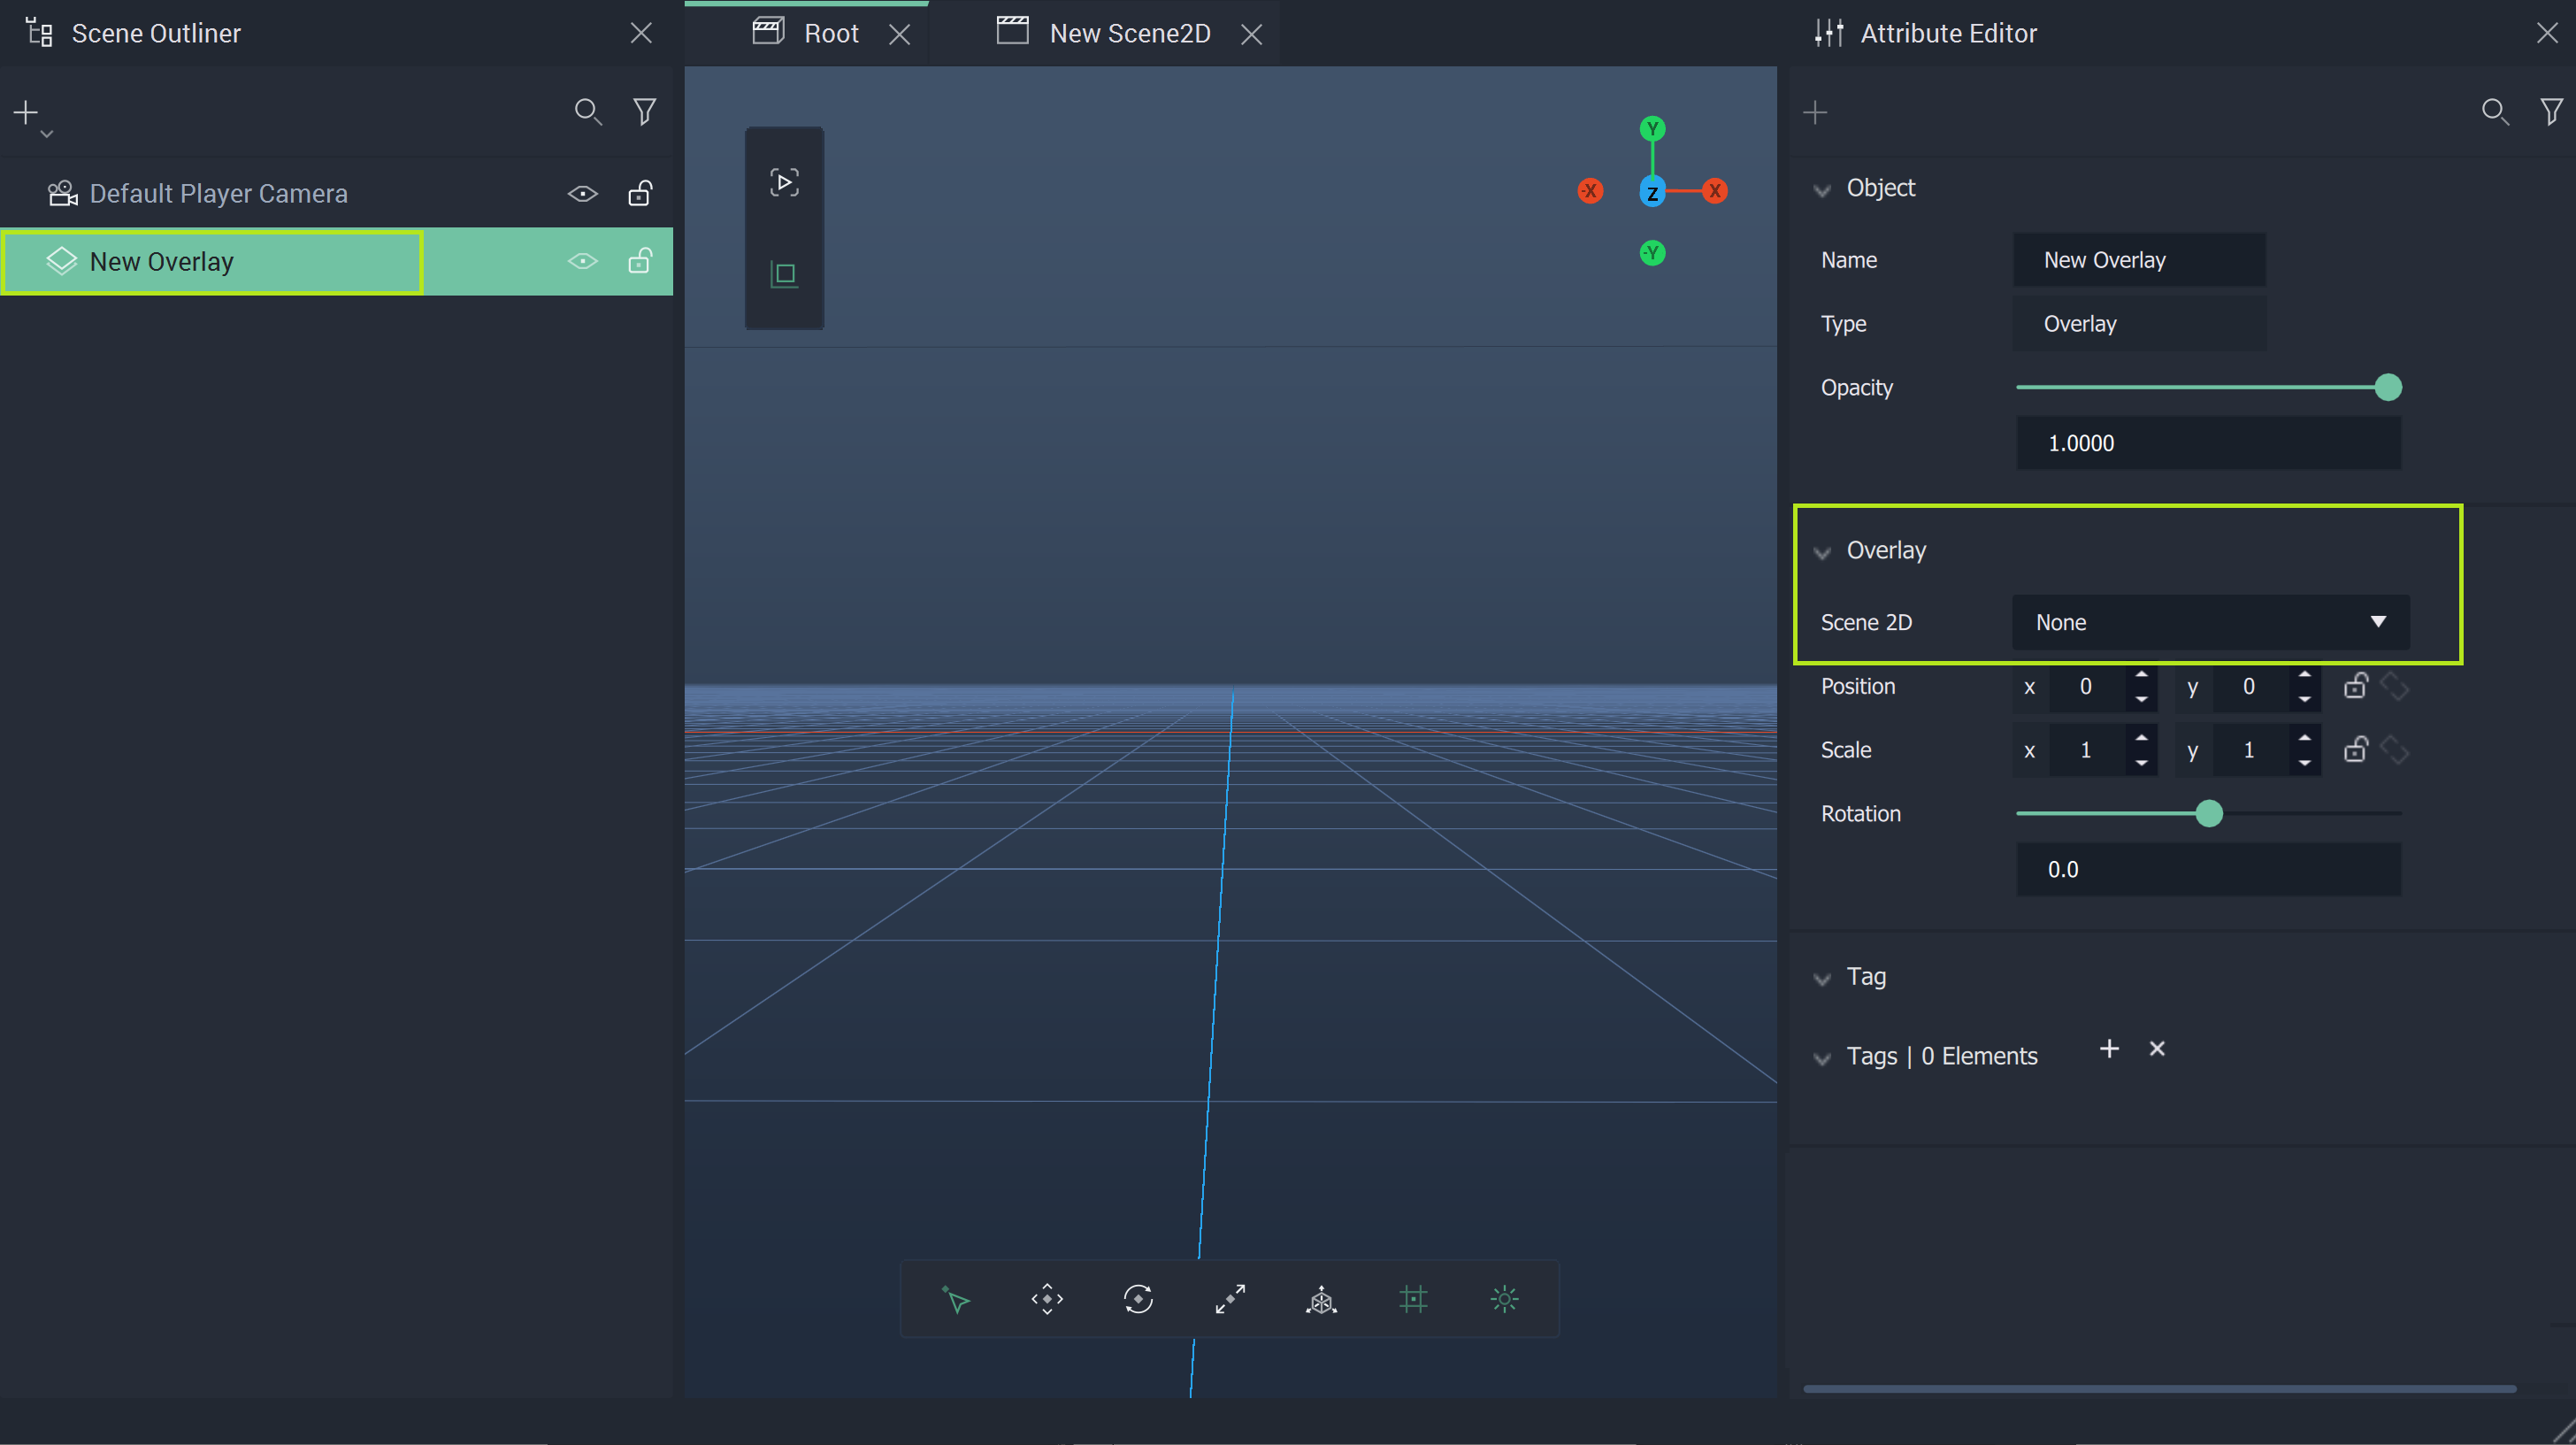 Scene Outliner
Root
New Scene2D
Attribute Editor
Default Player Camera
New Overlay
Y
-X
Z
X
-Y
Object
Name
New Overlay
Type
Overlay
Opacity
1.0000
Overlay
Scene 2D
None
Position
x 0 y 0
Scale
x 1 y 1
Rotation
0.0
Tag
Tags | 0 Elements